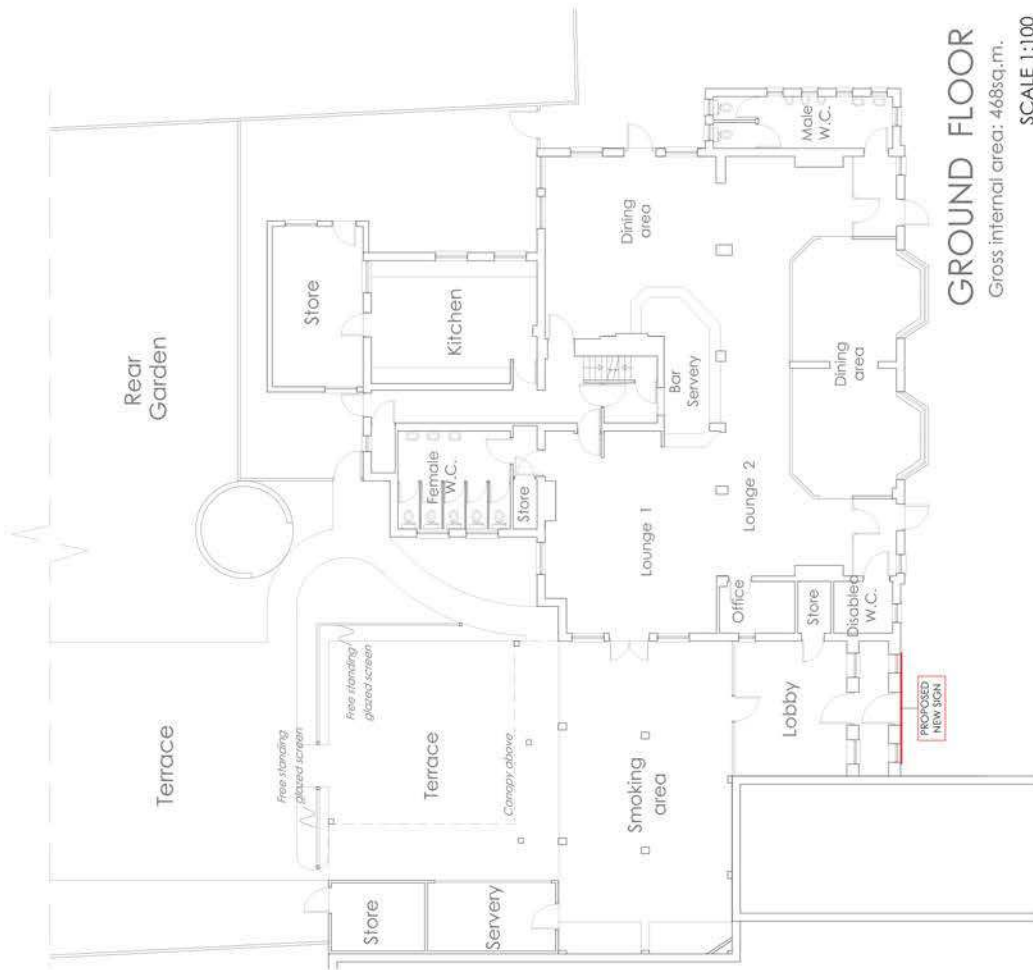 Rear
Garden
Store
Kitchen
Terrace
Free standing
glazed screen
Free standing
glazed screen
Terrace
Canopy above
Female
W.C.
Store
Dining
area
Male
W.C.
Bar
Servery
Lounge 1
Lounge 2
Dining
area
Office
Store
Disabled
W.C.
Store
Servery
Smoking
area
Lobby
PROPOSED
NEW SIGN
GROUND FLOOR
Gross internal area: 468sq.m.
SCALE 1:100